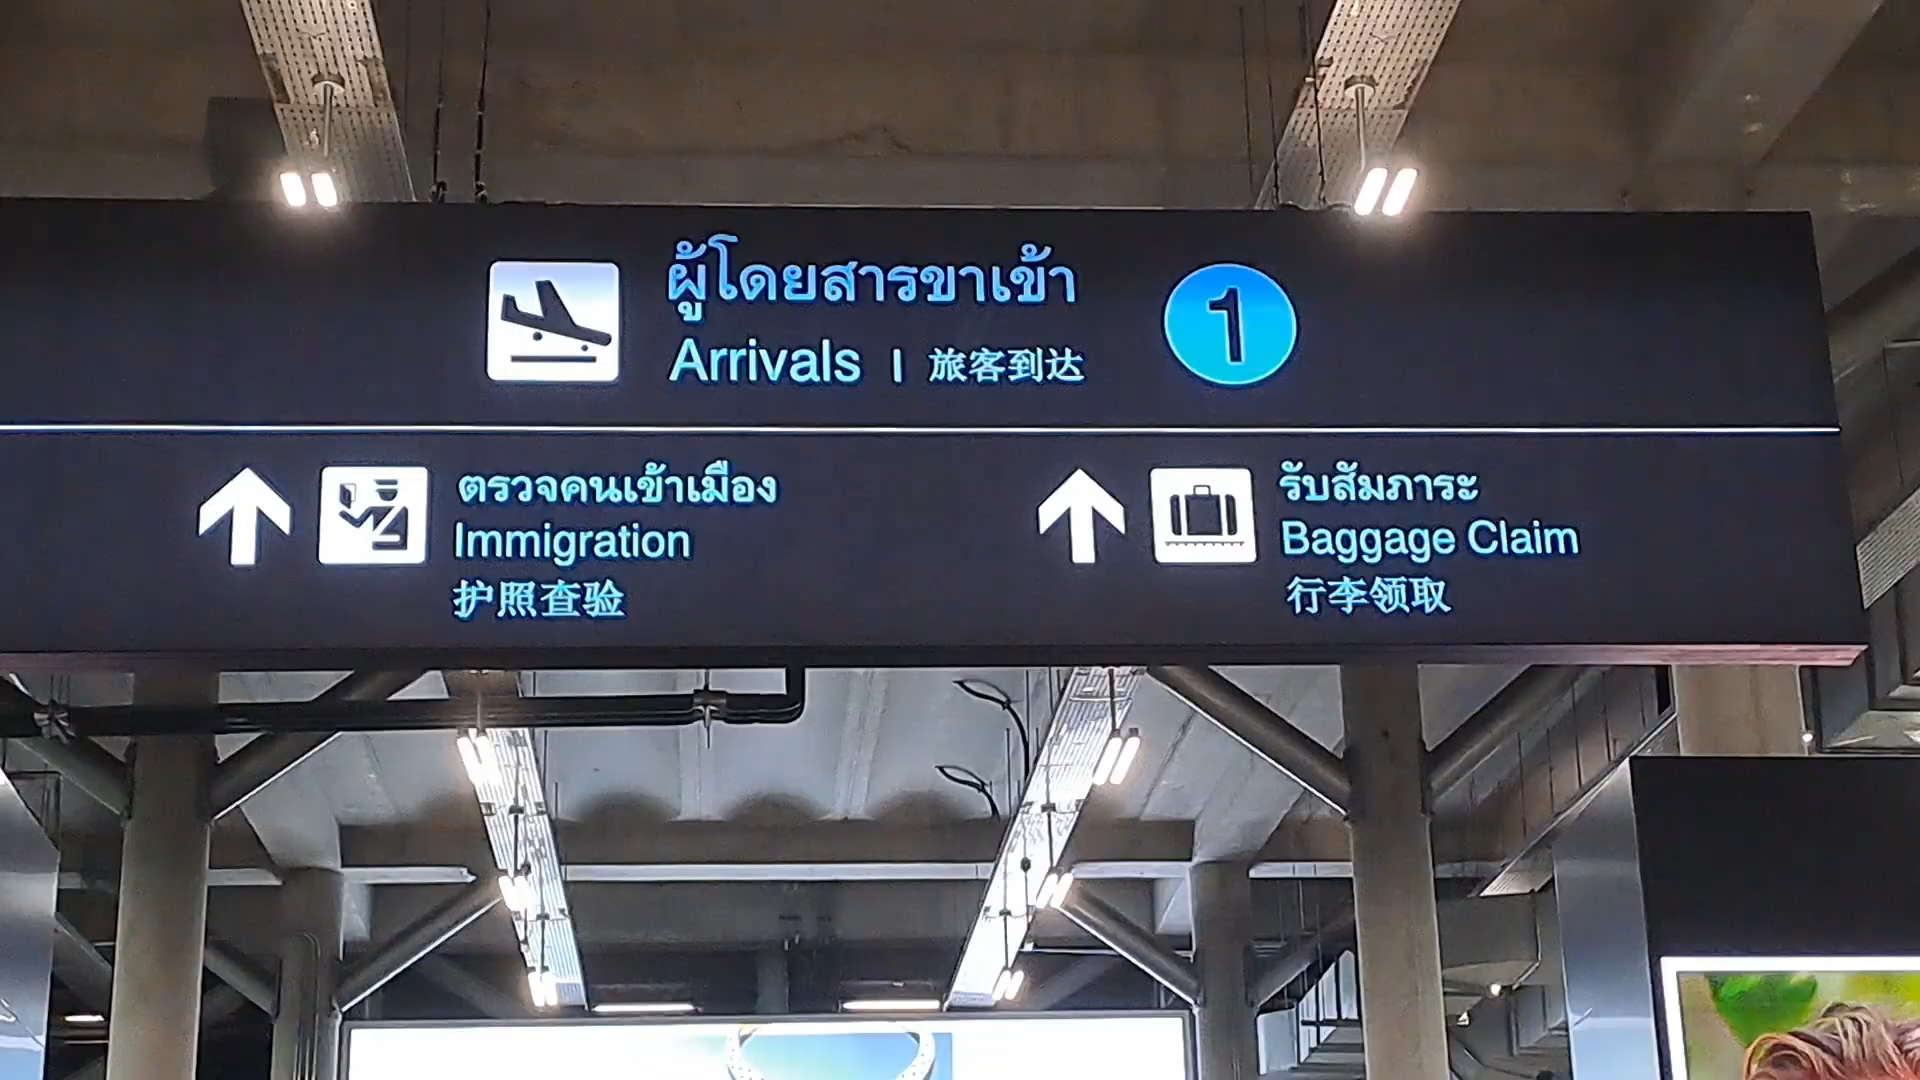 ผู้โดยสารขาเข้า
Arrivals | 旅客到达
1
ตรวจคนเข้าเมือง
Immigration
护照查验
รับสัมภาระ
Baggage Claim
行李领取